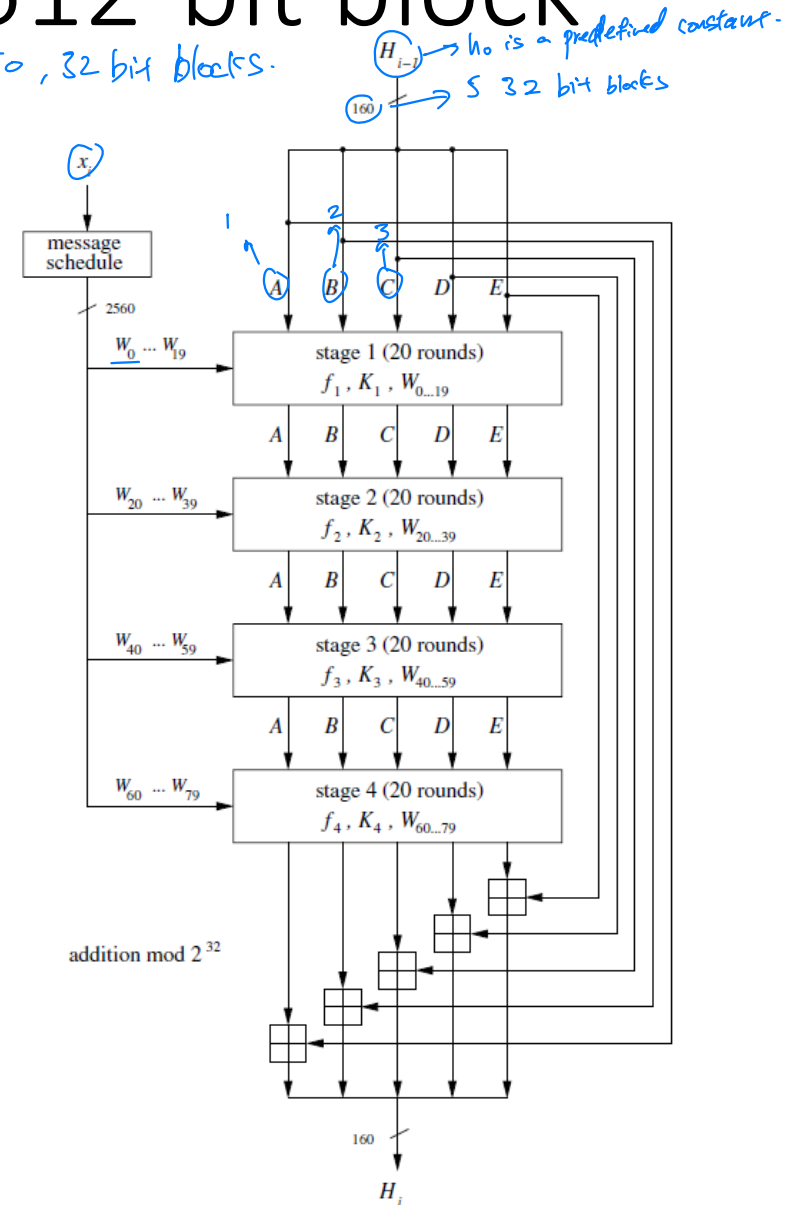 512 bit block
to, 32 bit blocks.
H i-1 → h0 is a predefined constant.
160 → 5 32 bit blocks
x i
1 2 3
message
schedule
A B C D E
2560
W0 ... W19
stage 1 (20 rounds)
f1 , K1 , W0...19
A B C D E
W20 ... W39
stage 2 (20 rounds)
f2 , K2 , W20...39
A B C D E
W40 ... W59
stage 3 (20 rounds)
f3 , K3 , W40...59
A B C D E
W60 ... W79
stage 4 (20 rounds)
f4 , K4 , W60...79
addition mod 2^32
160
H i